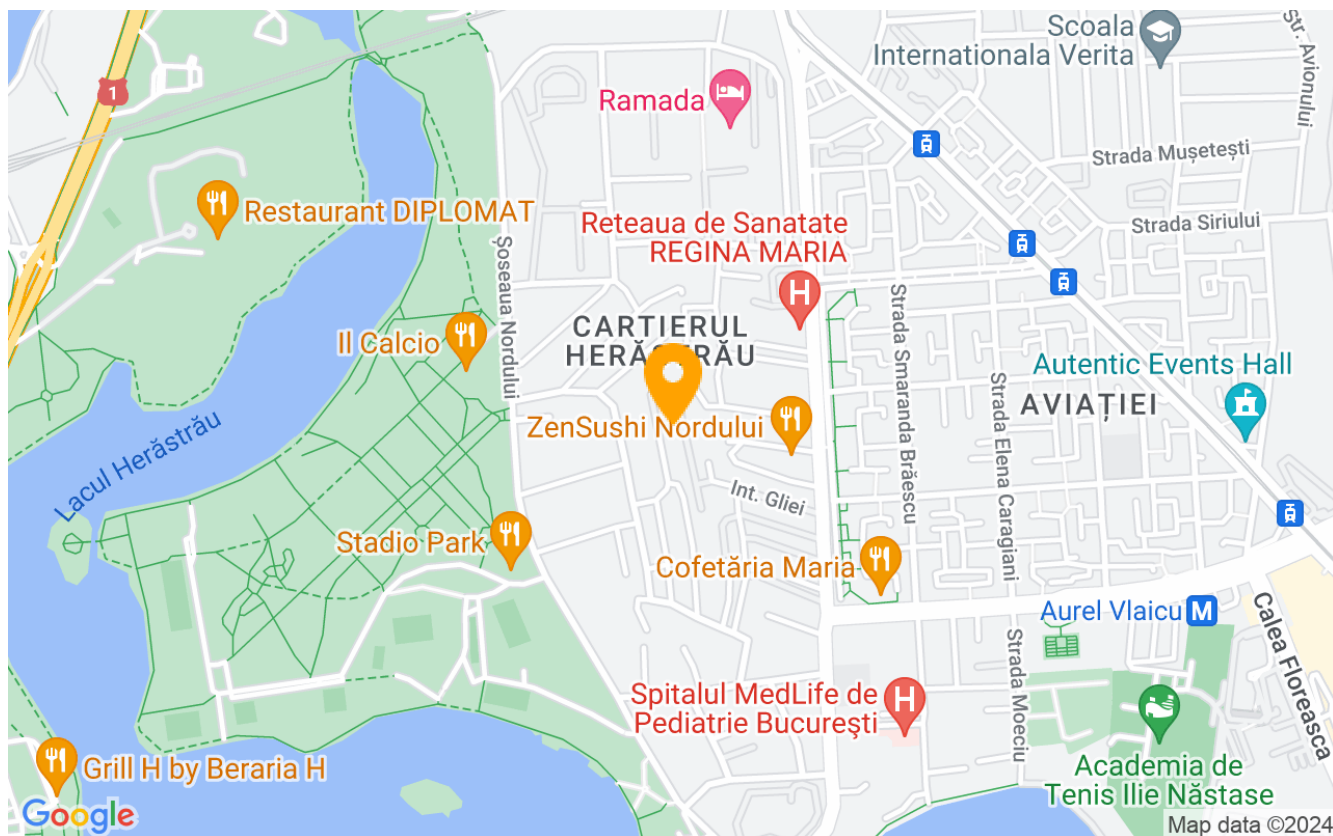 Scoala
Internationala Verita
Str. Avionului
1
Ramada
Strada Mușetești
Restaurant DIPLOMAT
Reteaua de Sanatate
REGINA MARIA
H
Strada Siriului
Șoseaua Nordului
Il Calcio
CARTIERUL
HERĂSTRĂU
Strada Smaranda Brăescu
Autentic Events Hall
Strada Elena Caragiani
AVIAȚIEI
ZenSushi Nordului
Lacul Herăstrău
Int. Gliei
Stadio Park
Cofetăria Maria
Aurel Vlaicu
M
Calea Floreasca
Strada Moeciu
Spitalul MedLife de
Pediatrie Bucureşti
H
Grill H by Beraria H
Academia de
Tenis Ilie Năstase
Google
Map data ©2024